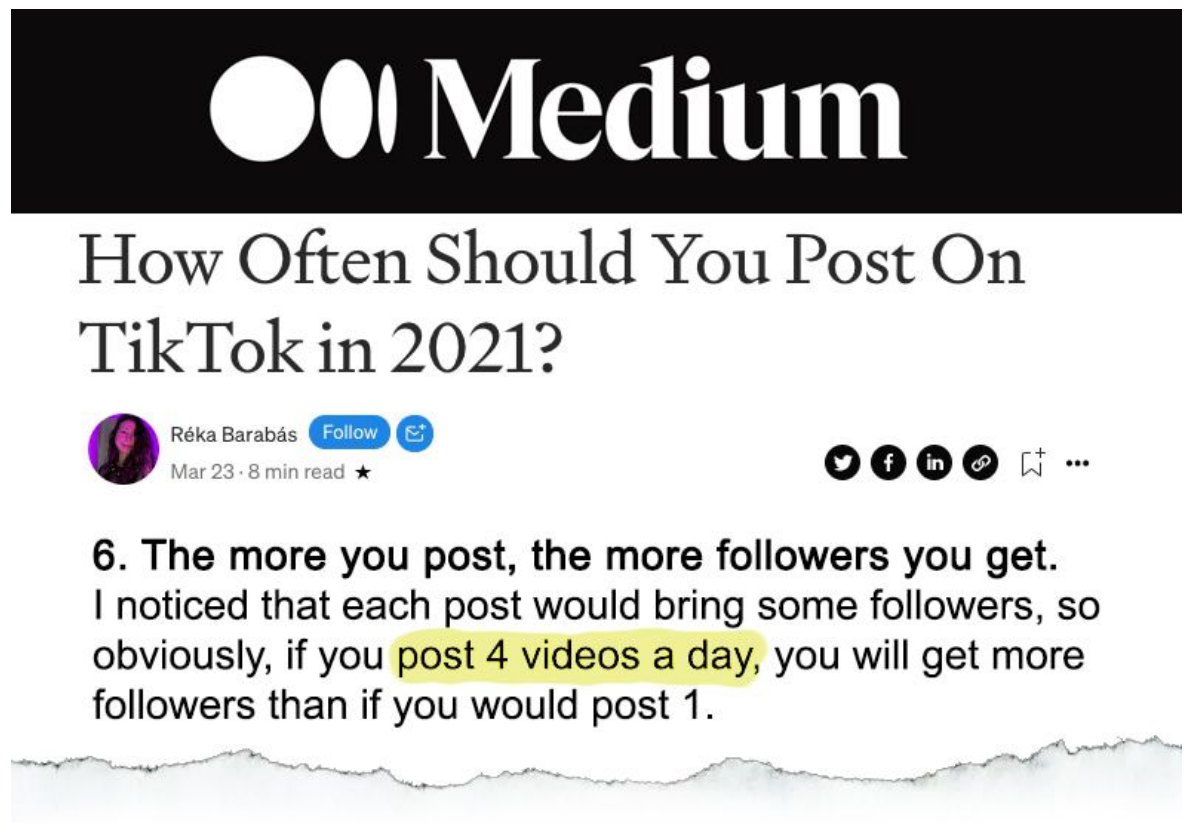 Medium
How Often Should You Post On
TikTok in 2021?
Réka Barabás Follow
Mar 23 · 8 min read ★
6. The more you post, the more followers you get.
I noticed that each post would bring some followers, so
obviously, if you post 4 videos a day, you will get more
followers than if you would post 1.